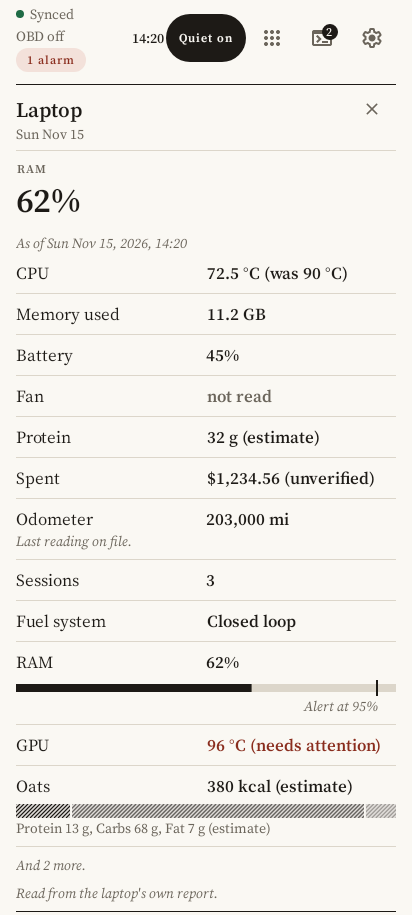 Synced
OBD off
1 alarm
14:20
Quiet on
2
Laptop
Sun Nov 15
RAM
62%
As of Sun Nov 15, 2026, 14:20
CPU 72.5 °C (was 90 °C)
Memory used 11.2 GB
Battery 45%
Fan not read
Protein 32 g (estimate)
Spent $1,234.56 (unverified)
Odometer 203,000 mi
Last reading on file.
Sessions 3
Fuel system Closed loop
RAM 62%
Alert at 95%
GPU 96 °C (needs attention)
Oats 380 kcal (estimate)
Protein 13 g, Carbs 68 g, Fat 7 g (estimate)
And 2 more.
Read from the laptop's own report.